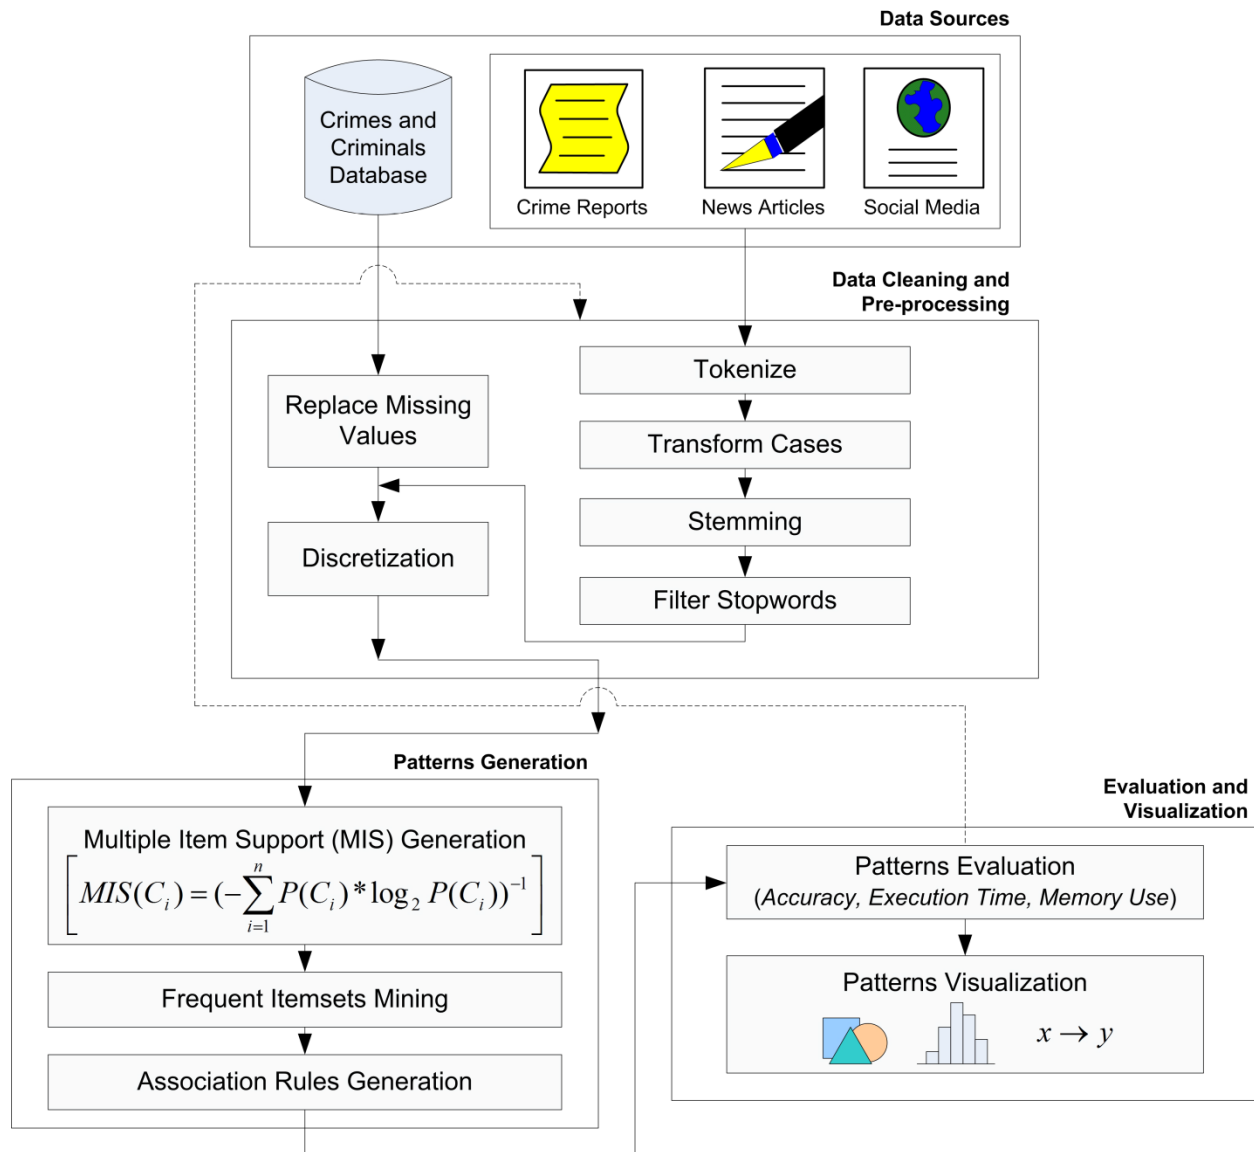 Data Sources
Crimes and
Criminals
Database
Crime Reports
News Articles
Social Media
Data Cleaning and
Pre-processing
Replace Missing
Values
Discretization
Tokenize
Transform Cases
Stemming
Filter Stopwords
Patterns Generation
Multiple Item Support (MIS) Generation
[MIS(C_i) = (-∑_{i=1}^{n} P(C_i) * log_2 P(C_i))^{-1}]
Frequent Itemsets Mining
Association Rules Generation
Evaluation and
Visualization
Patterns Evaluation
(Accuracy, Execution Time, Memory Use)
Patterns Visualization
x → y